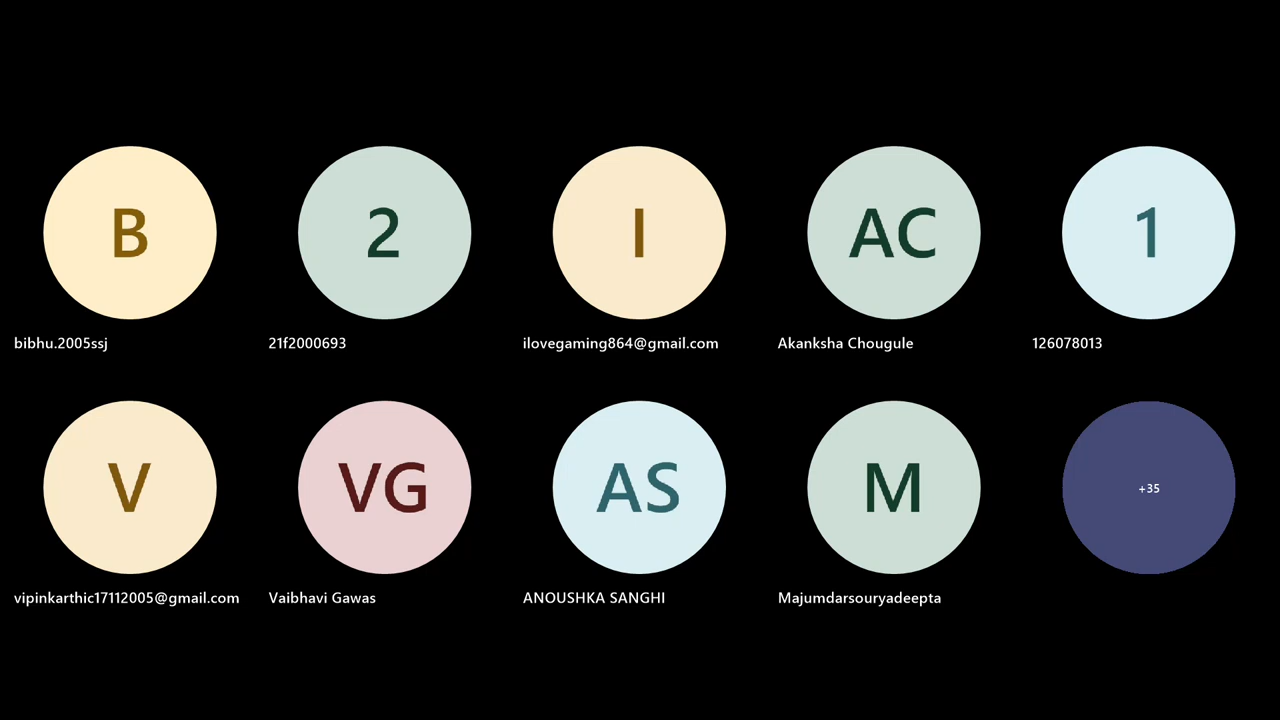 B
2
I
AC
1
bibhu.2005ssj
21f2000693
ilovegaming864@gmail.com
Akanksha Chougule
126078013
V
VG
AS
M
+35
vipinkarthic17112005@gmail.com
Vaibhavi Gawas
ANOUSHKA SANGHI
Majumdarsouryadeepta